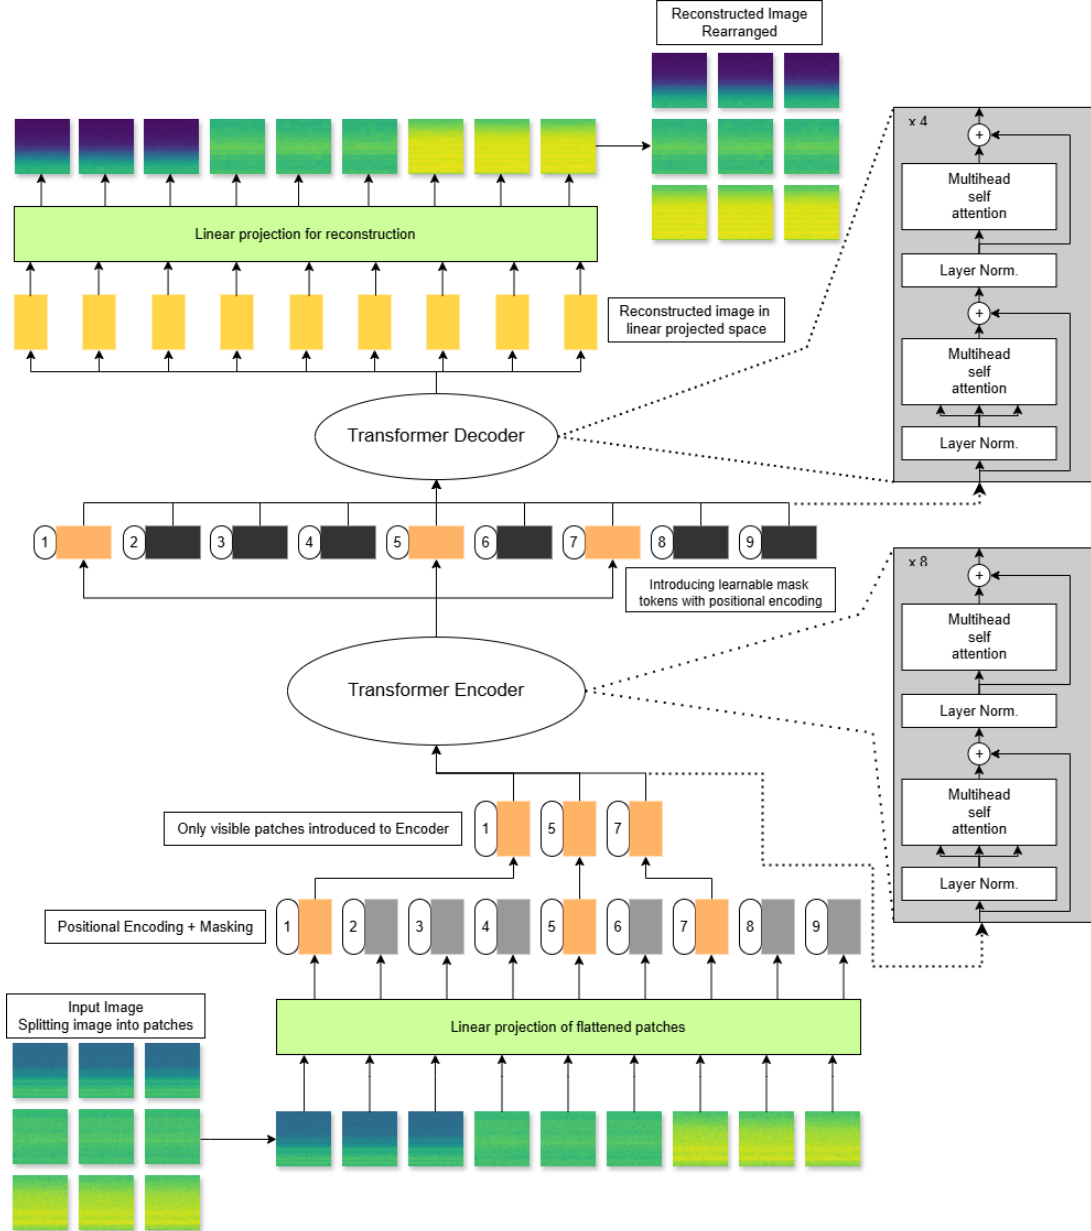 Reconstructed Image
Rearranged
x 4
+
Multihead
self
attention
Layer Norm.
+
Multihead
self
attention
Layer Norm.
Linear projection for reconstruction
Reconstructed image in
linear projected space
Transformer Decoder
1
2
3
4
5
6
7
8
9
Introducing learnable mask
tokens with positional encoding
x 8
+
Multihead
self
attention
Layer Norm.
+
Multihead
self
attention
Layer Norm.
Transformer Encoder
Only visible patches introduced to Encoder
1
5
7
Positional Encoding + Masking
1
2
3
4
5
6
7
8
9
Input Image
Splitting image into patches
Linear projection of flattened patches